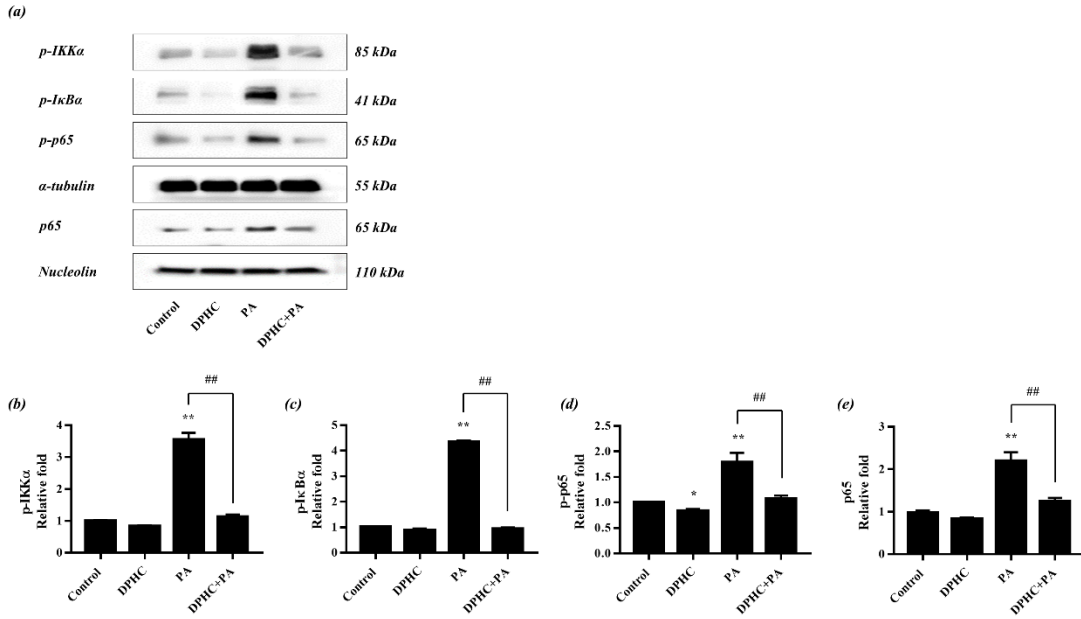 (a)
p-IKKα 85 kDa
p-IκBα 41 kDa
p-p65 65 kDa
α-tubulin 55 kDa
p65 65 kDa
Nucleolin 110 kDa
Control DPHC PA DPHC+PA
(b)
##
**
p-IKKα
Relative fold
4
3
2
1
0
Control DPHC PA DPHC+PA
(c)
##
**
p-IκBα
Relative fold
5
4
3
2
1
0
Control DPHC PA DPHC+PA
(d)
##
**
*
p-p65
Relative fold
2.5
2.0
1.5
1.0
0.5
0.0
Control DPHC PA DPHC+PA
(e)
##
**
p65
Relative fold
3
2
1
0
Control DPHC PA DPHC+PA